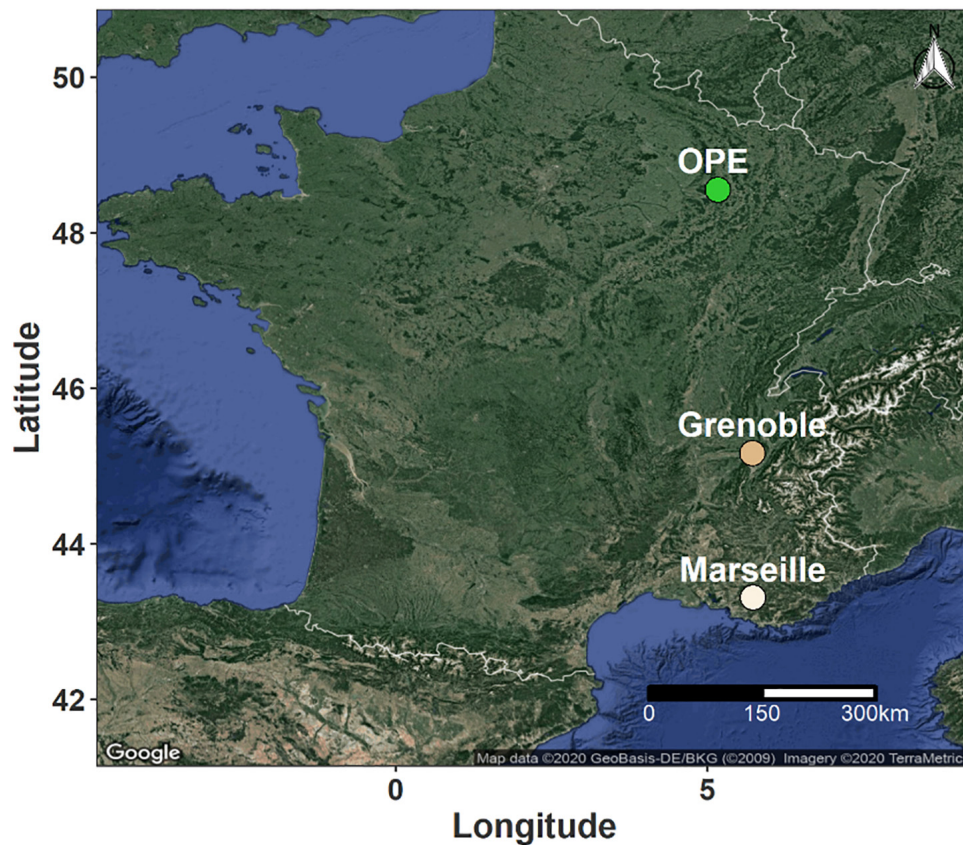 N
50
OPE
48
Latitude
46
Grenoble
44
Marseille
42
0 150 300km
Google
Map data ©2020 GeoBasis-DE/BKG (©2009) Imagery ©2020 TerraMetric
0 5
Longitude